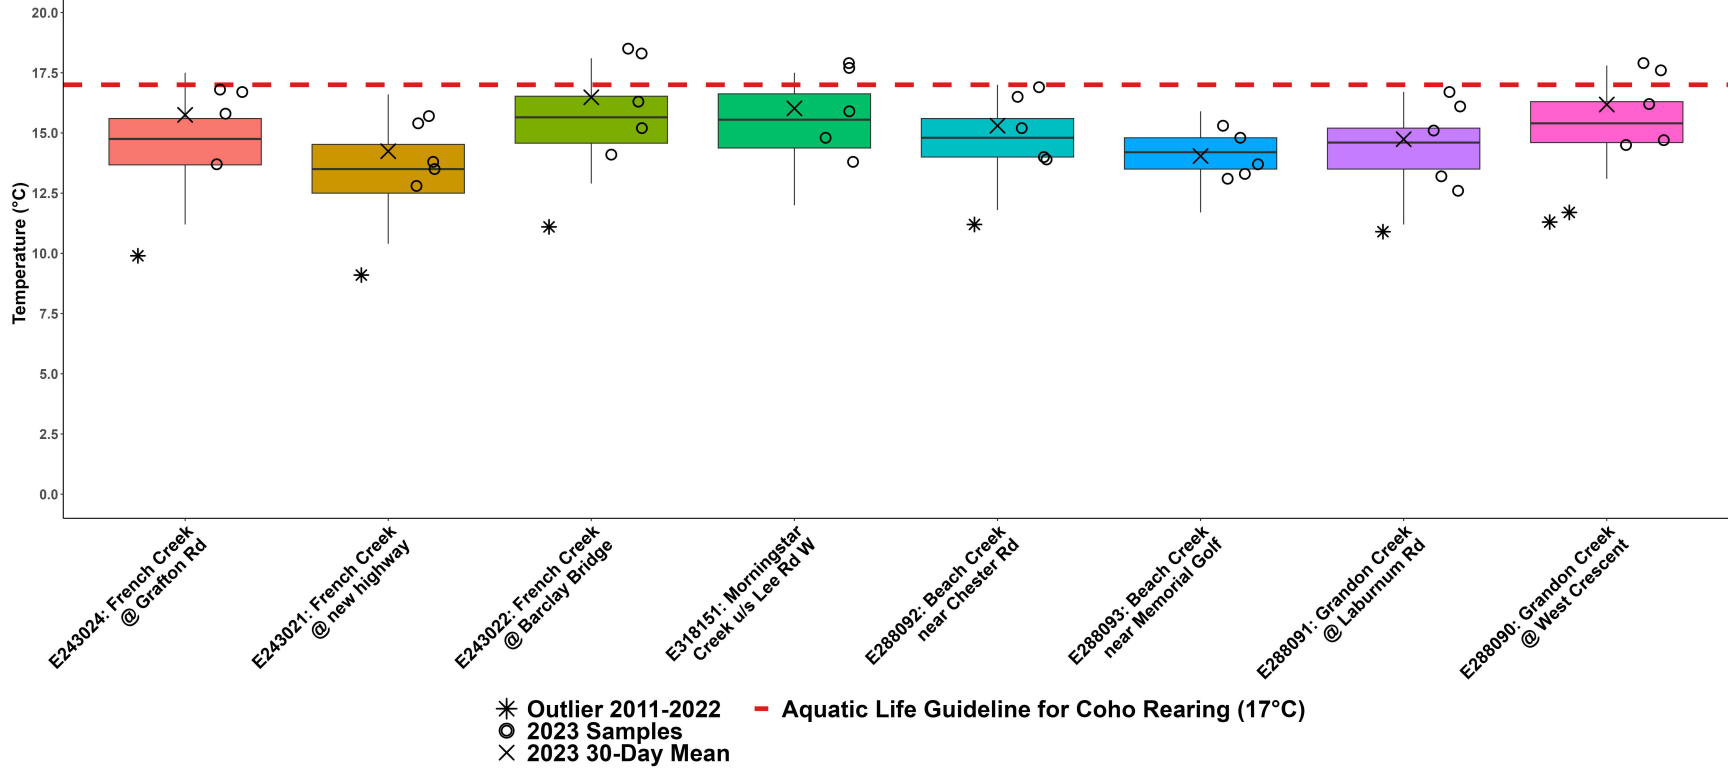 20.0
17.5
15.0
12.5
10.0
7.5
5.0
2.5
0.0
Temperature (°C)
E243024: French Creek
@ Grafton Rd
E243021: French Creek
@ new highway
E243022: French Creek
@ Barclay Bridge
E318151: Morningstar
Creek u/s Lee Rd W
E288092: Beach Creek
near Chester Rd
E288093: Beach Creek
near Memorial Golf
E288091: Grandon Creek
@ Laburnum Rd
E288090: Grandon Creek
@ West Crescent
Outlier 2011-2022
2023 Samples
2023 30-Day Mean
Aquatic Life Guideline for Coho Rearing (17°C)